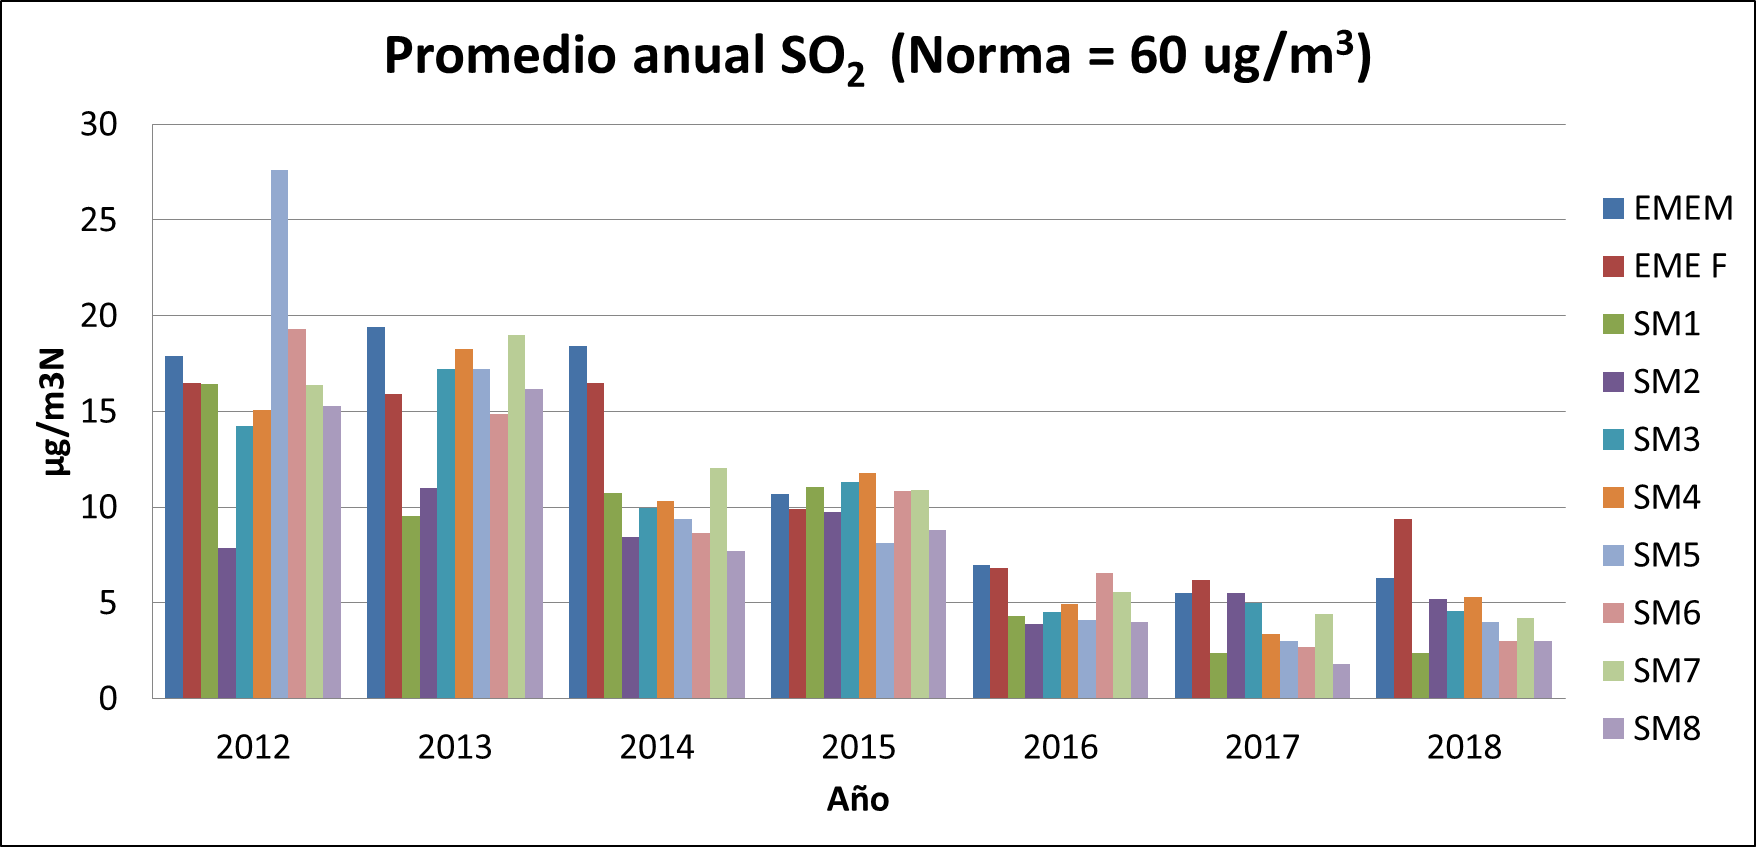 Promedio anual SO₂ (Norma = 60 ug/m³)
30
25
20
15
10
5
0
µg/m3N
2012 2013 2014 2015 2016 2017 2018
Año
EMEM
EME F
SM1
SM2
SM3
SM4
SM5
SM6
SM7
SM8